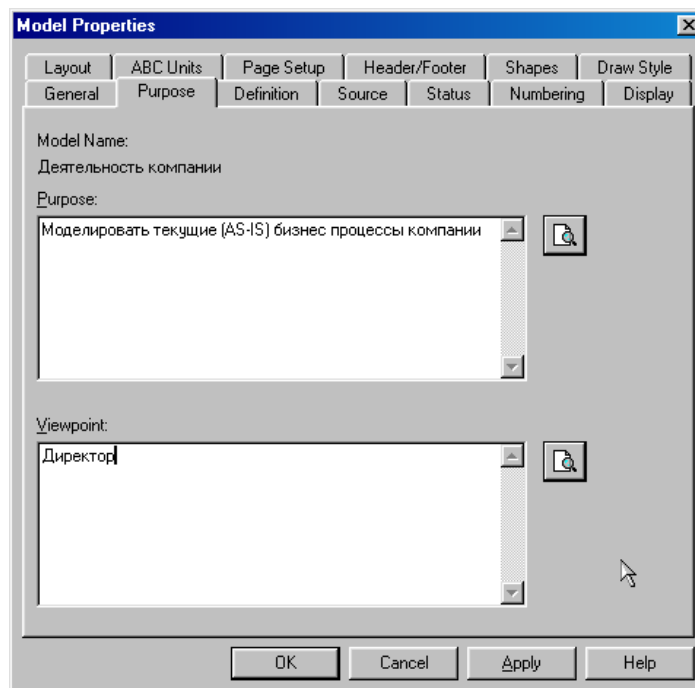 Model Properties
Layout ABC Units Page Setup Header/Footer Shapes Draw Style
General Purpose Definition Source Status Numbering Display
Model Name:
Деятельность компании
Purpose:
Моделировать текущие (AS-IS) бизнес процессы компании
Viewpoint:
Директор
OK Cancel Apply Help